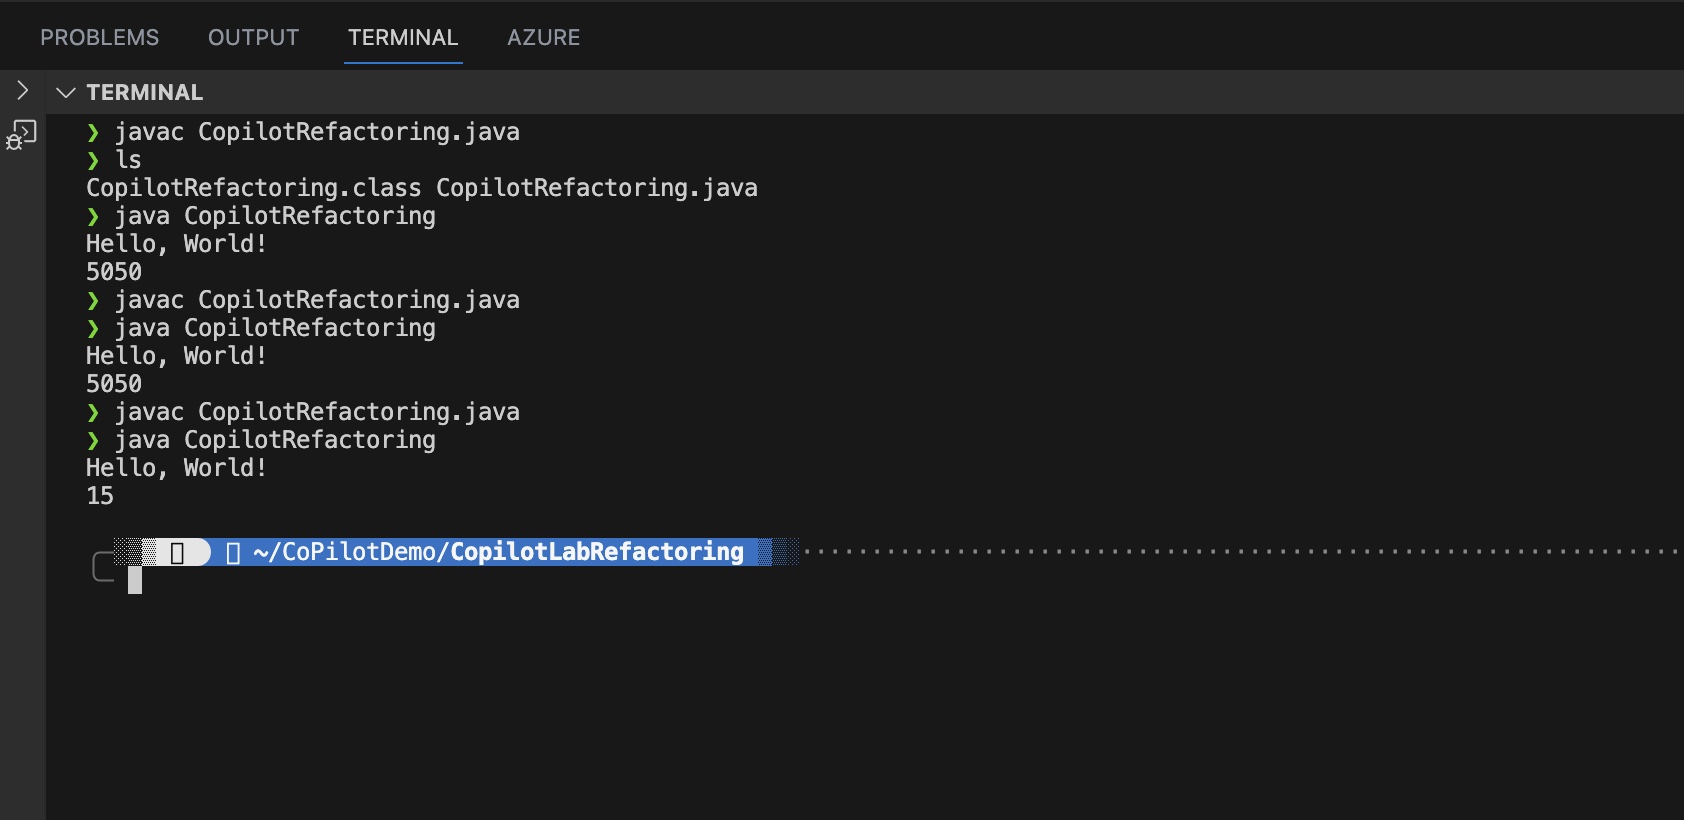 PROBLEMS OUTPUT TERMINAL AZURE
TERMINAL
❯ javac CopilotRefactoring.java
❯ ls
CopilotRefactoring.class CopilotRefactoring.java
❯ java CopilotRefactoring
Hello, World!
5050
❯ javac CopilotRefactoring.java
❯ java CopilotRefactoring
Hello, World!
5050
❯ javac CopilotRefactoring.java
❯ java CopilotRefactoring
Hello, World!
15
~/CoPilotDemo/CopilotLabRefactoring